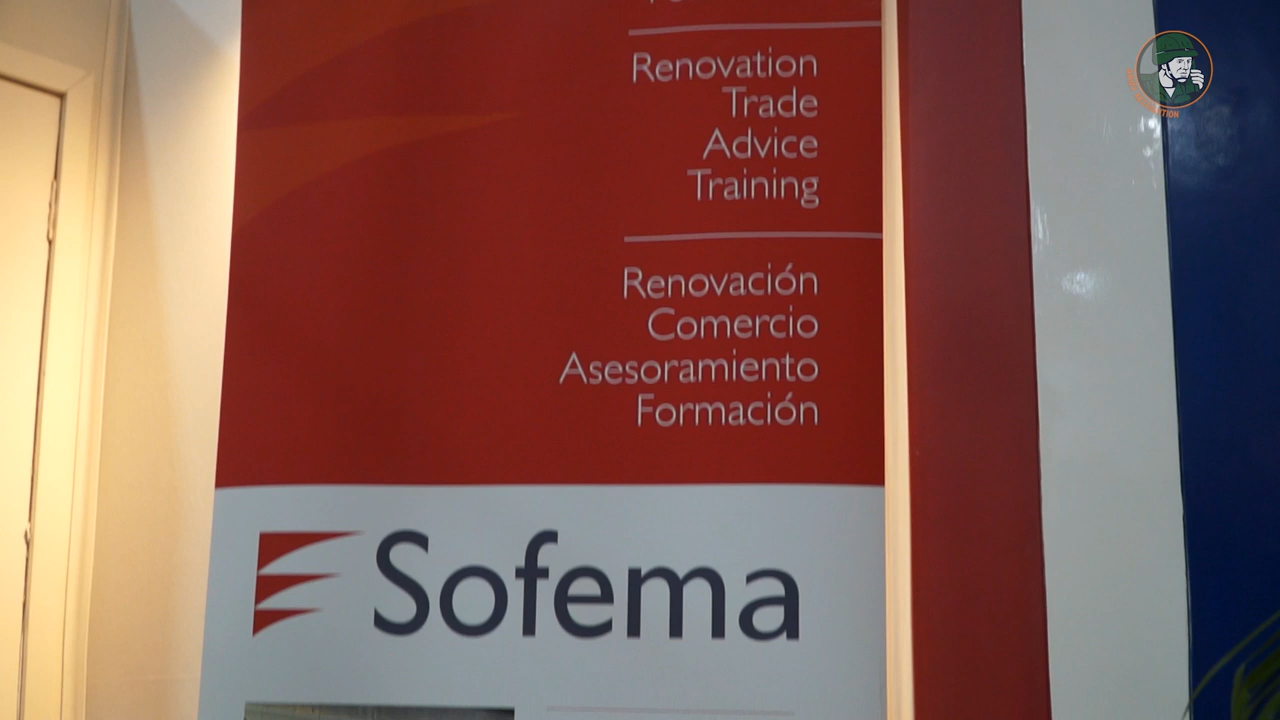 Renovation
Trade
Advice
Training
Renovación
Comercio
Asesoramiento
Formación
Sofema